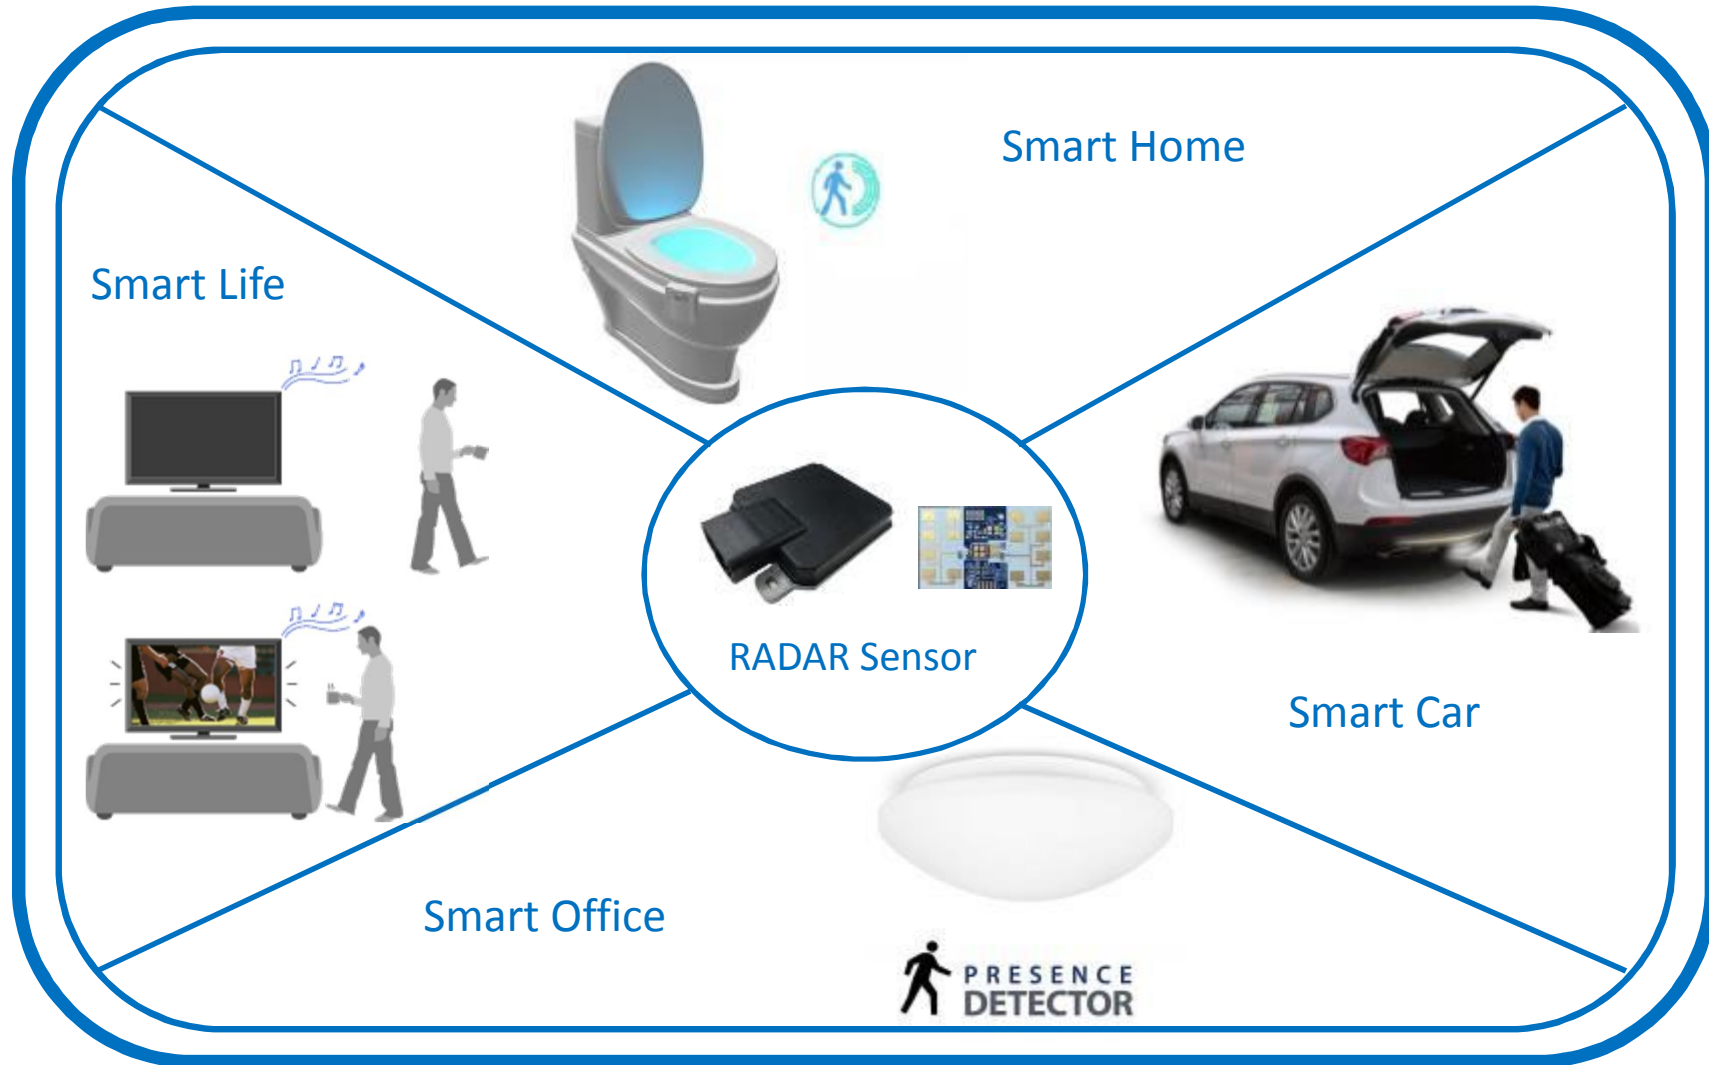 Smart Home
Smart Life
RADAR Sensor
Smart Car
Smart Office
PRESENCE
DETECTOR